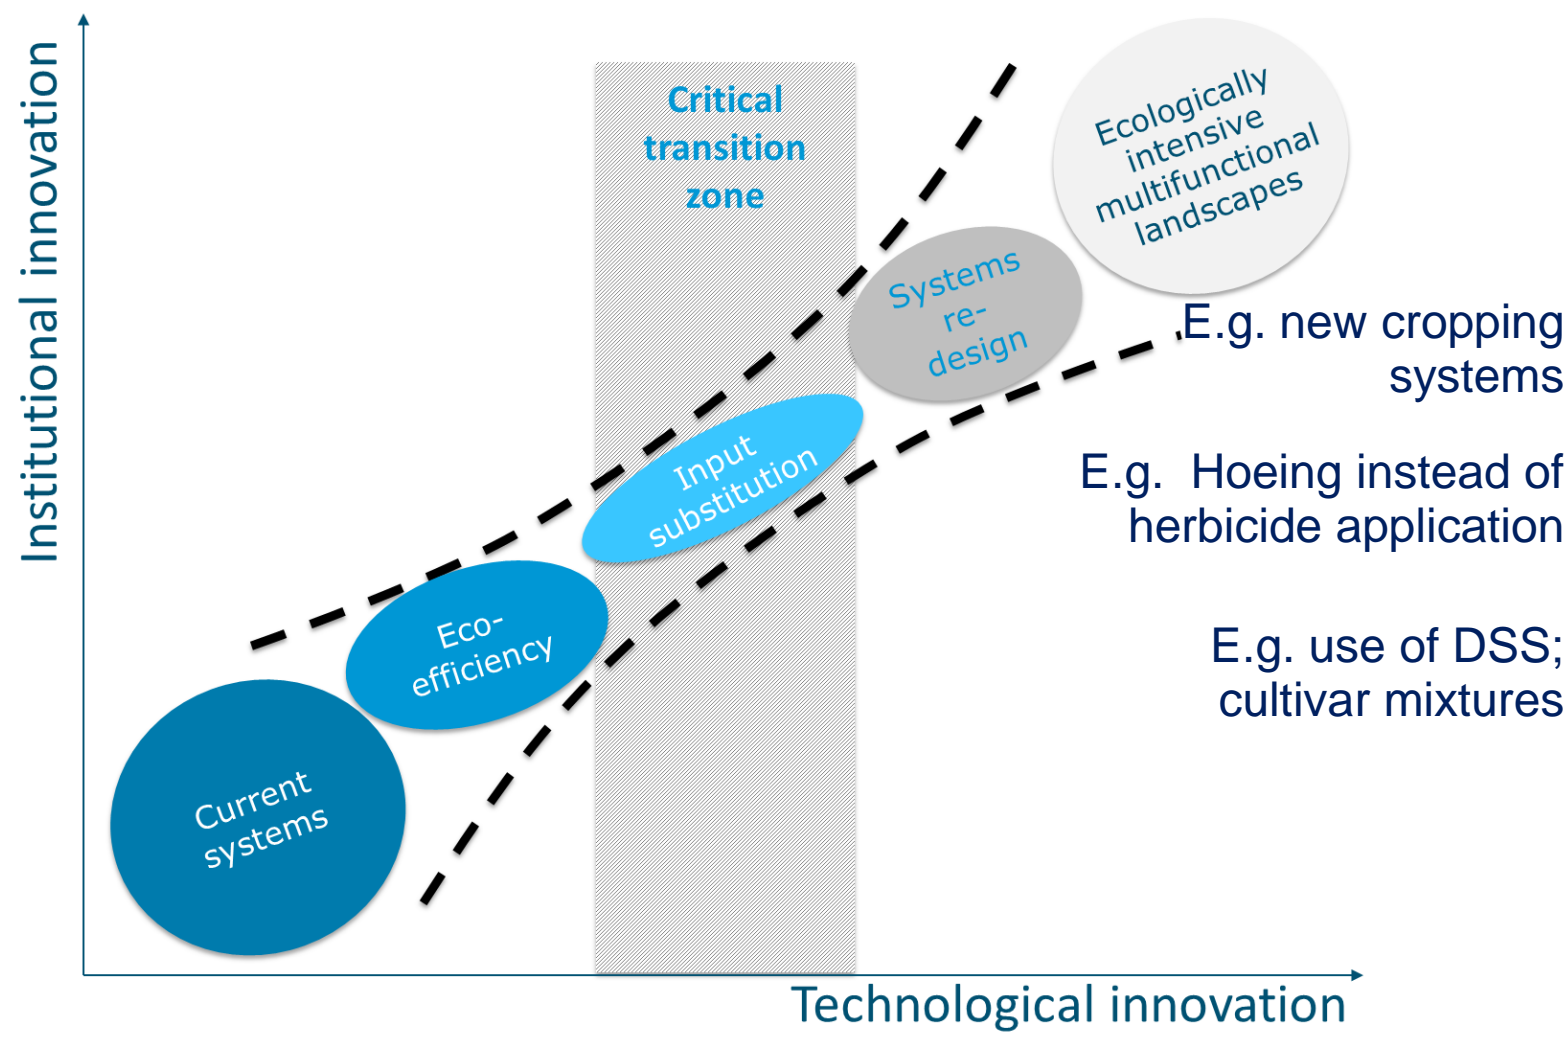 Institutional innovation
Critical
transition
zone
Ecologically
intensive
multifunctional
landscapes
Systems
re-
design
E.g. new cropping
systems
Input
substitution
E.g.  Hoeing instead of
herbicide application
Eco-
efficiency
E.g. use of DSS;
cultivar mixtures
Current
systems
Technological innovation